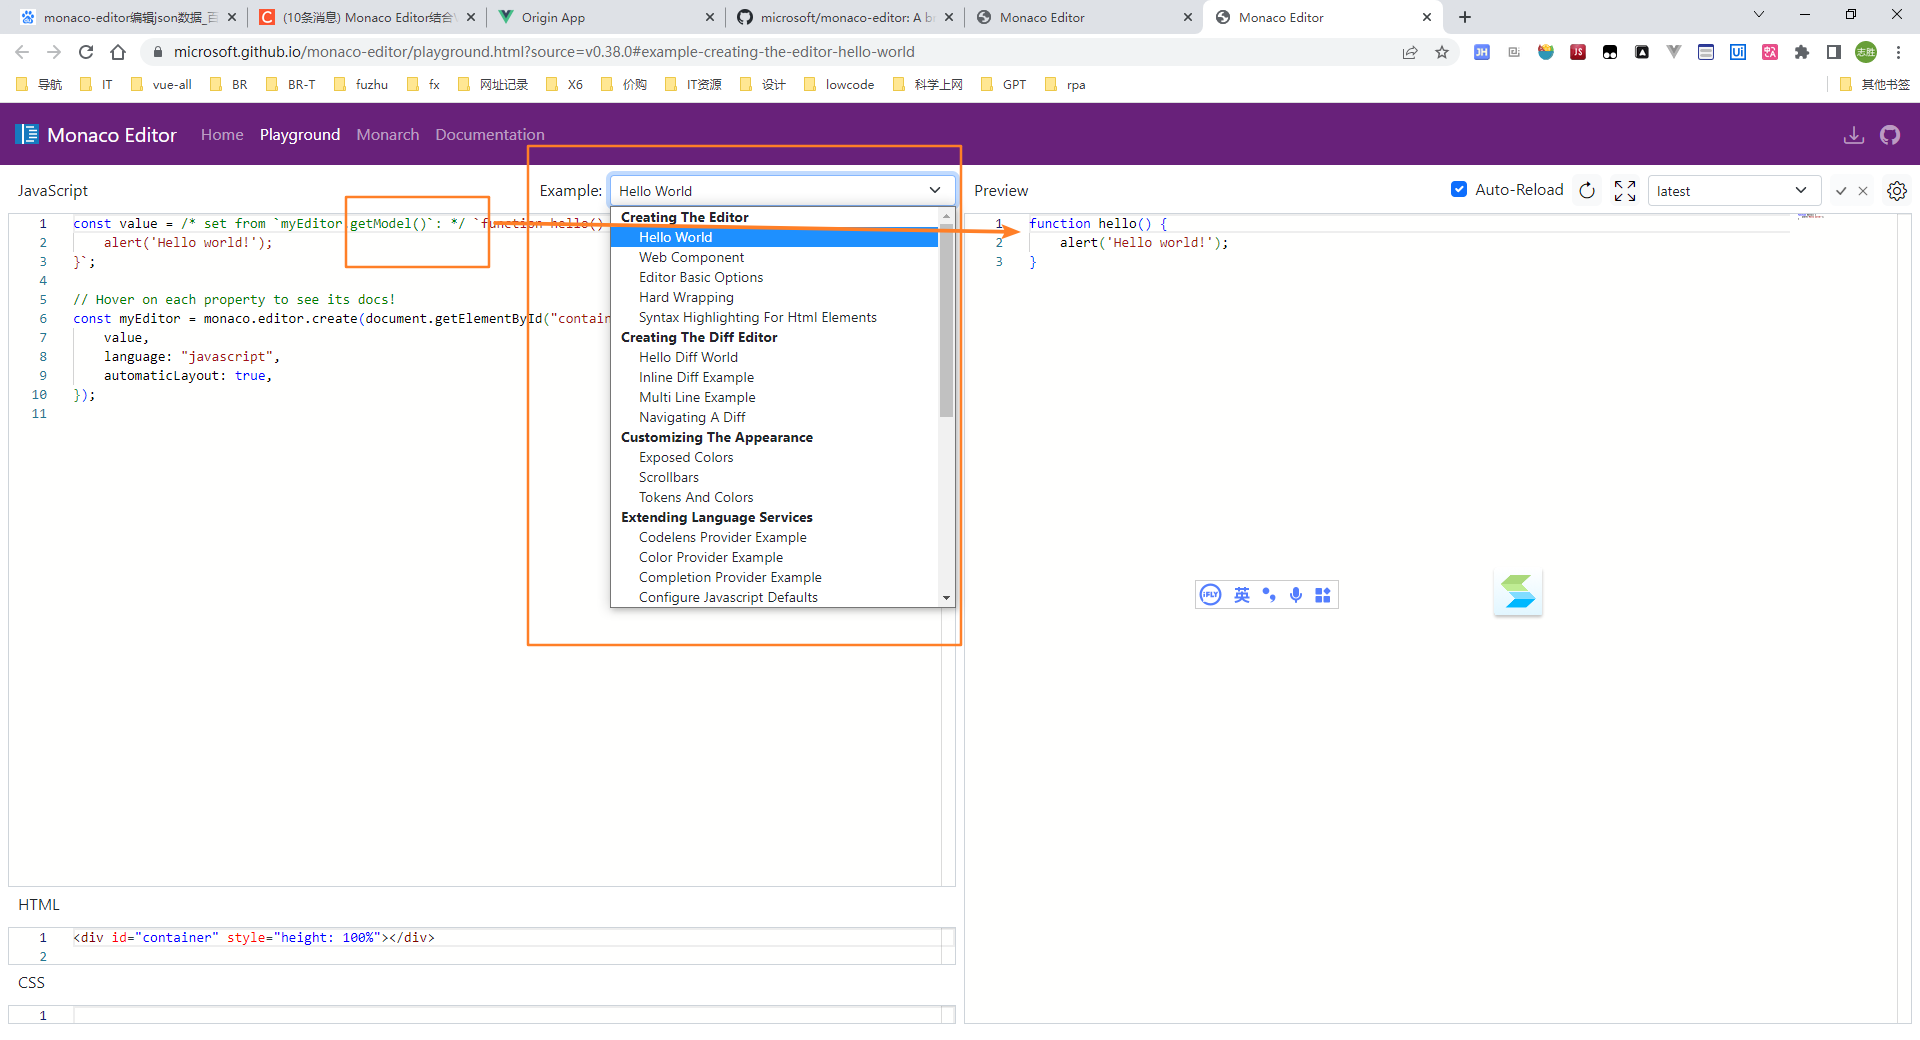 monaco-editor编辑json数据_百
(10条消息) Monaco Editor结合
Origin App
microsoft/monaco-editor: A b
Monaco Editor
Monaco Editor
microsoft.github.io/monaco-editor/playground.html?source=v0.38.0#example-creating-the-editor-hello-world
导航
IT
vue-all
BR
BR-T
fuzhu
fx
网址记录
X6
价购
IT资源
设计
lowcode
科学上网
GPT
rpa
其他书签
Monaco Editor
Home
Playground
Monarch
Documentation
JavaScript
Example:
Hello World
Preview
Auto-Reload
latest
1 const value = /* set from `myEditor.getModel()`: */ `function hello()
2 alert('Hello world!');
3 }`;
4
5 // Hover on each property to see its docs!
6 const myEditor = monaco.editor.create(document.getElementById("contain
7 value,
8 language: "javascript",
9 automaticLayout: true,
10 });
11
Creating The Editor
Hello World
Web Component
Editor Basic Options
Hard Wrapping
Syntax Highlighting For Html Elements
Creating The Diff Editor
Hello Diff World
Inline Diff Example
Multi Line Example
Navigating A Diff
Customizing The Appearance
Exposed Colors
Scrollbars
Tokens And Colors
Extending Language Services
Codelens Provider Example
Color Provider Example
Completion Provider Example
Configure Javascript Defaults
1 function hello() {
2 alert('Hello world!');
3 }
iFLY 英
HTML
1 <div id="container" style="height: 100%"></div>
2
CSS
1